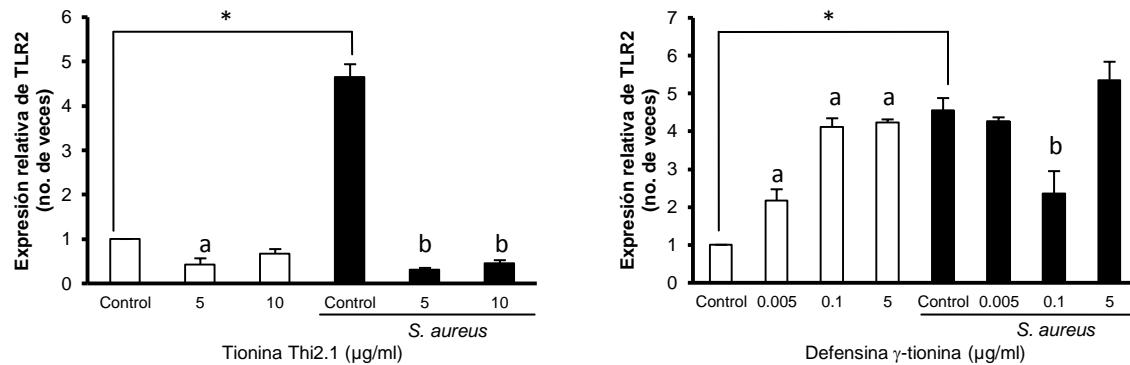 Expresión relativa de TLR2
(no. de veces)
6
5
4
3
2
1
0
*
a
b
b
Control
5
10
Control
5
10
S. aureus
Tionina Thi2.1 (µg/ml)
Expresión relativa de TLR2
(no. de veces)
7
6
5
4
3
2
1
0
*
a
a
a
b
Control
0.005
0.1
5
Control
0.005
0.1
5
S. aureus
Defensina γ-tionina (µg/ml)